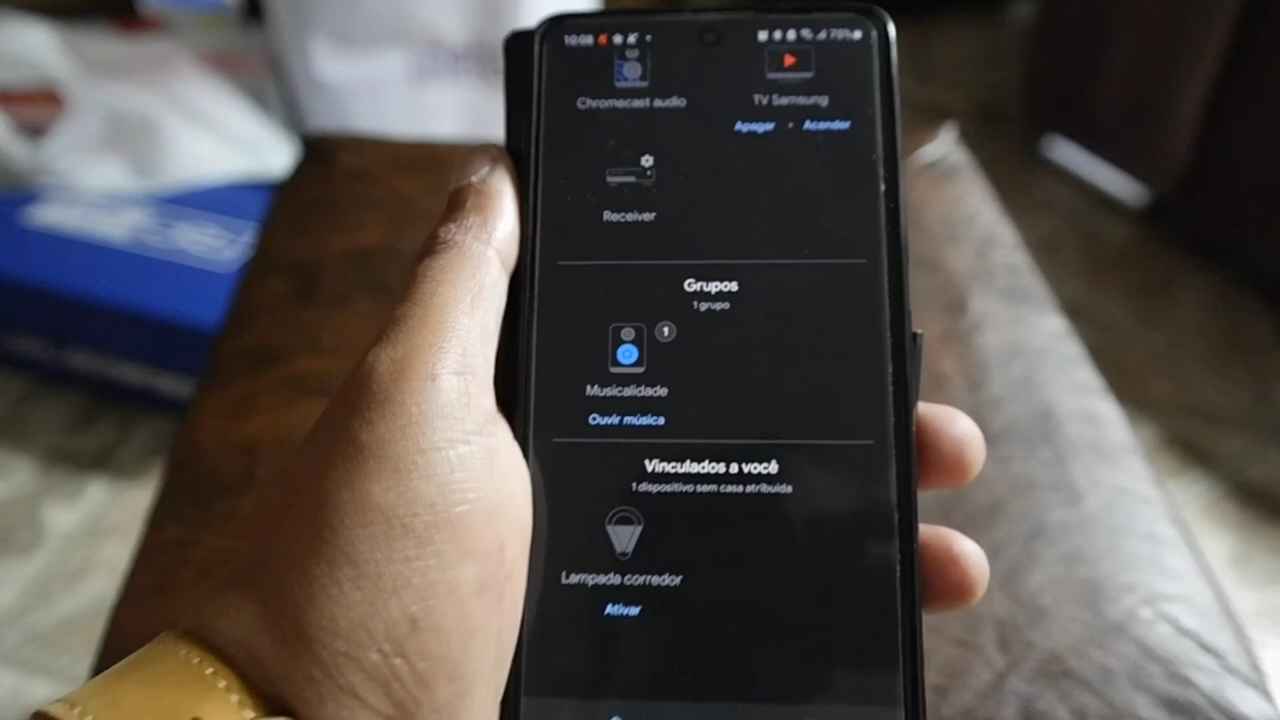 10:08
75%
Chromecast audio
TV Samsung
Apagar • Acender
Receiver
Grupos
1 grupo
1
Musicalidade
Ouvir música
Vinculados a você
1 dispositivo sem casa atribuída
Lampada corredor
Ativar